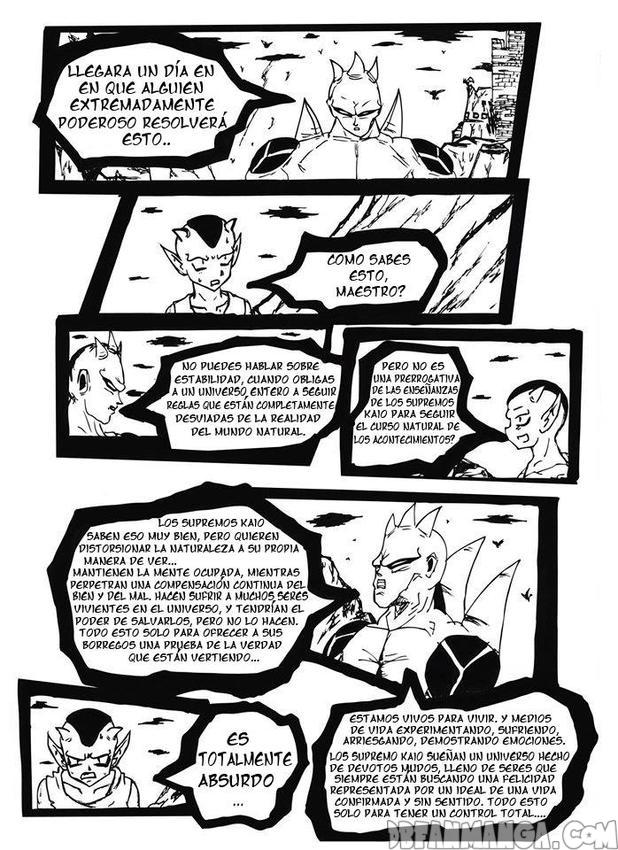 LLEGARA UN DÍA EN
EN QUE ALGUIEN
EXTREMADAMENTE
PODEROSO RESOLVERÁ
ESTO..
COMO SABES
ESTO,
MAESTRO?
NO PUEDES HABLAR SOBRE
ESTABILIDAD, CUANDO OBLIGAS
A UN UNIVERSO ENTERO A SEGUIR
REGLAS QUE ESTÁN COMPLETAMENTE
DESVIADAS DE LA REALIDAD
DEL MUNDO NATURAL.
PERO NO ES
UNA PRERROGATIVA
DE LAS ENSEÑANZAS
DE LOS SUPREMOS
KAIO PARA SEGUIR
EL CURSO NATURAL DE
LOS ACONTECIMIENTOS?
LOS SUPREMOS KAIO
SABEN ESO MUY BIEN, PERO QUIEREN
DISTORSIONAR LA NATURALEZA A SU PROPIA
MANERA DE VER...
MANTIENEN LA MENTE OCUPADA, MIENTRAS
PERPETRAN UNA COMPENSACIÓN CONTINUA DEL
BIEN Y DEL MAL. HACEN SUFRIR A MUCHOS SERES
VIVIENTES EN EL UNIVERSO, Y TENDRÍAN EL
PODER DE SALVARLOS, PERO NO LO HACEN.
TODO ESTO SOLO PARA OFRECER A SUS
BORREGOS UNA PRUEBA DE LA VERDAD
QUE ESTÁN VERTIENDO...
ESTAMOS VIVOS PARA VIVIR. Y MEDIOS
DE VIDA EXPERIMENTANDO, SUFRIENDO,
ARRIESGANDO, DEMOSTRANDO EMOCIONES.
LOS SUPREMO KAIO SUEÑAN UN UNIVERSO HECHO
DE DEVOTOS MUDOS, LLENO DE SERES QUE
SIEMPRE ESTÁN BUSCANDO UNA FELICIDAD
REPRESENTADA POR UN IDEAL DE UNA VIDA
CONFIRMADA Y SIN SENTIDO. TODO ESTO
SOLO PARA TENER UN CONTROL TOTAL....
ES
TOTALMENTE
ABSURDO
...
DBFANMANGA.COM